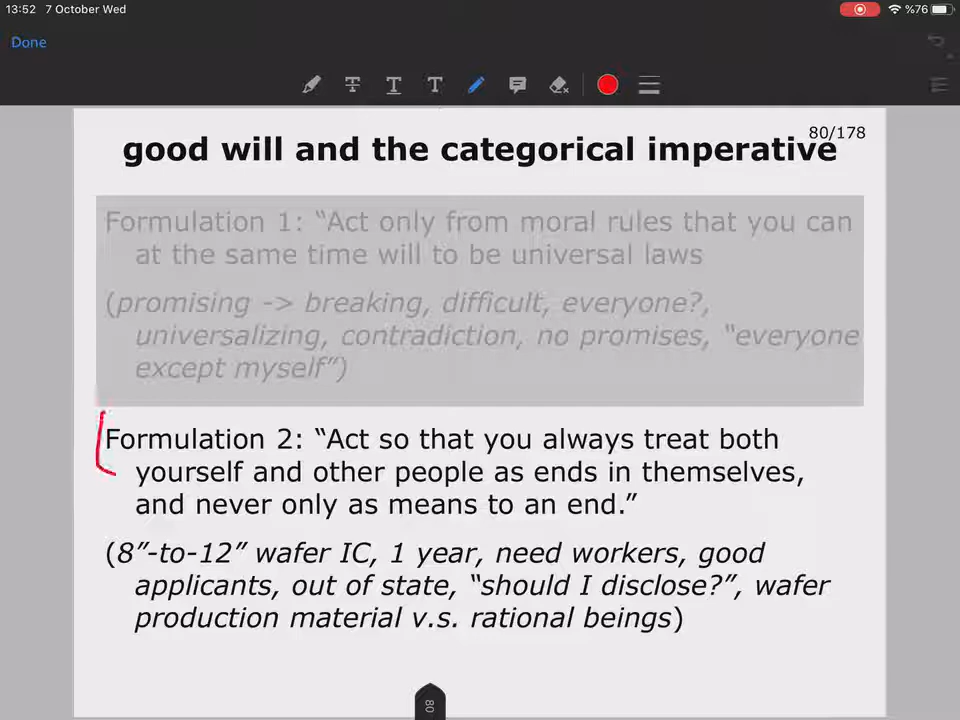 13:52 7 October Wed %76
Done
T T T
80/178
good will and the categorical imperative
Formulation 1: “Act only from moral rules that you can
at the same time will to be universal laws
(promising -> breaking, difficult, everyone?,
universalizing, contradiction, no promises, “everyone
except myself”)
Formulation 2: “Act so that you always treat both
yourself and other people as ends in themselves,
and never only as means to an end.”
(8”-to-12” wafer IC, 1 year, need workers, good
applicants, out of state, “should I disclose?”, wafer
production material v.s. rational beings)
80